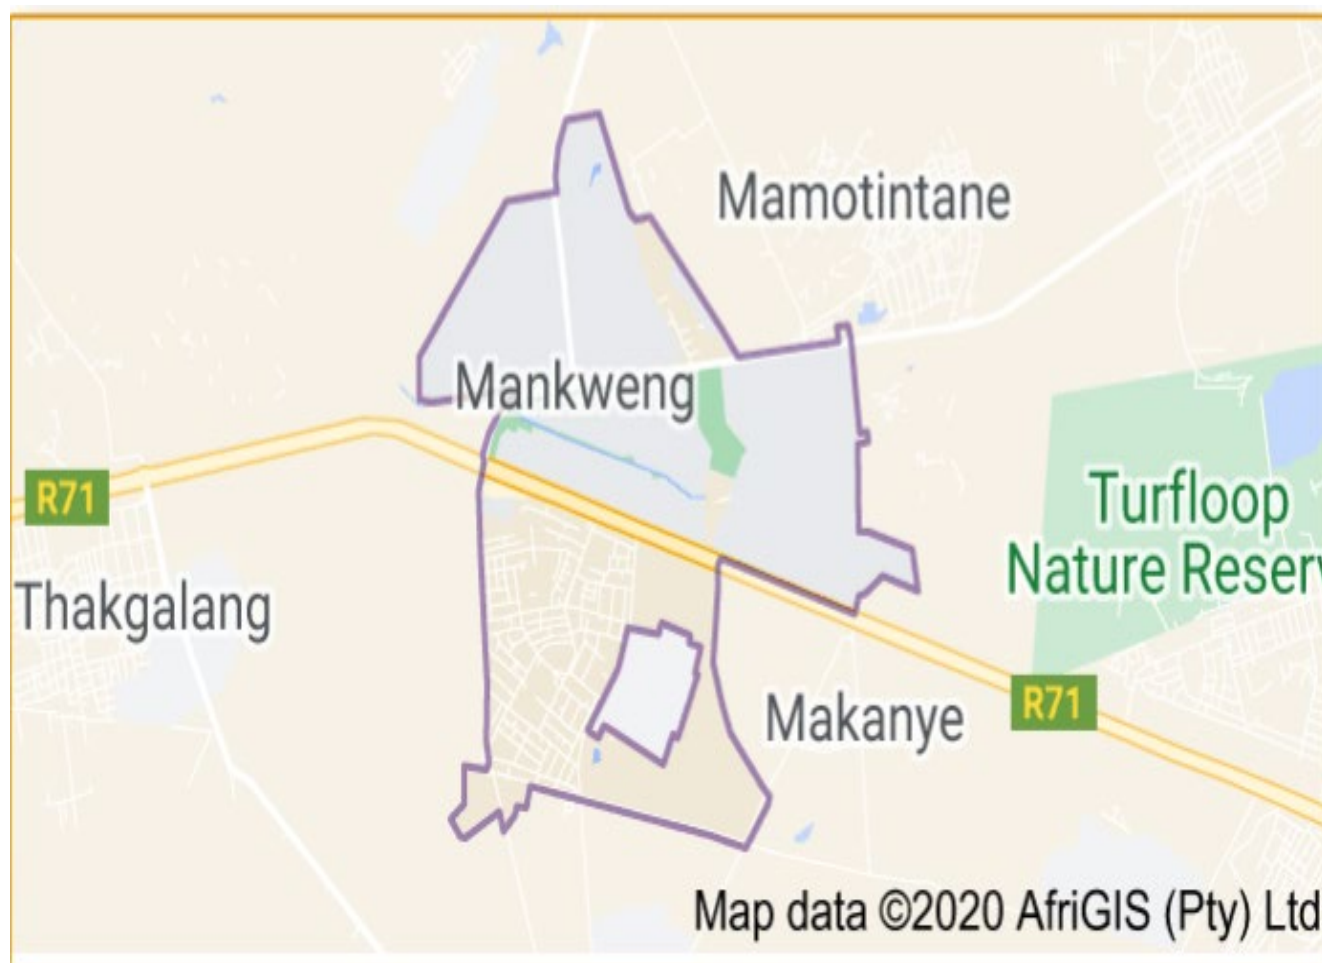 Mamotintane
Mankweng
R71
Turfloop
Nature Reserv
Thakgalang
R71
Makanye
Map data ©2020 AfriGIS (Pty) Ltd